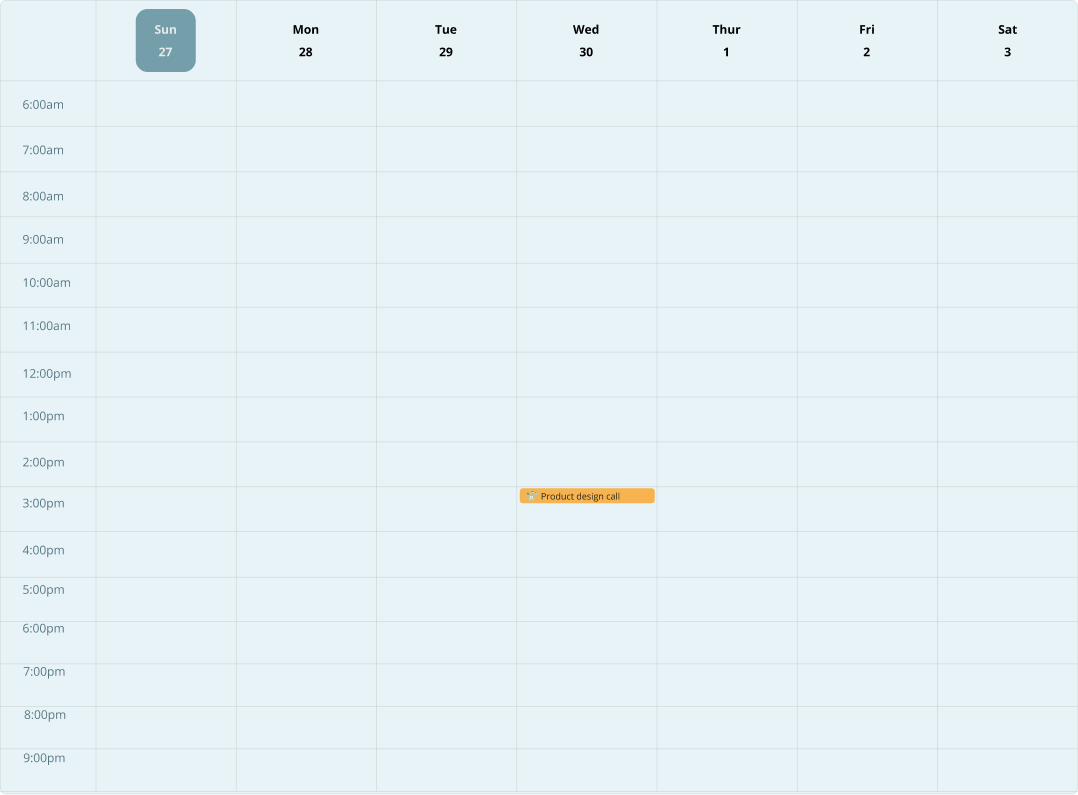 Sun Mon Tue Wed Thur Fri Sat
27 28 29 30 1 2 3
6:00am
7:00am
8:00am
9:00am
10:00am
11:00am
12:00pm
1:00pm
2:00pm
3:00pm Product design call
4:00pm
5:00pm
6:00pm
7:00pm
8:00pm
9:00pm